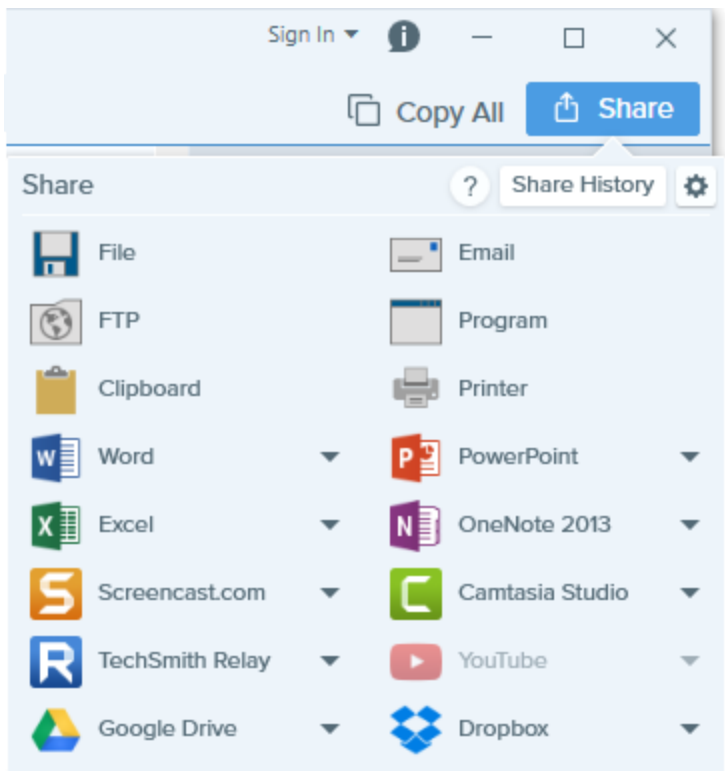 Sign In
Copy All Share
Share ? Share History
File Email
FTP Program
Clipboard Printer
Word PowerPoint
Excel OneNote 2013
Screencast.com Camtasia Studio
TechSmith Relay YouTube
Google Drive Dropbox